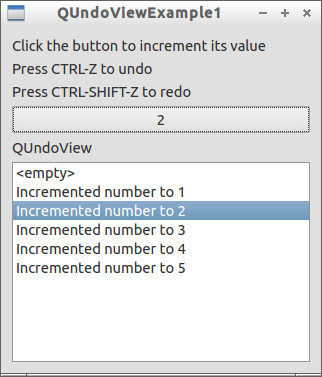 QUndoViewExample1
Click the button to increment its value
Press CTRL-Z to undo
Press CTRL-SHIFT-Z to redo
2
QUndoView
<empty>
Incremented number to 1
Incremented number to 2
Incremented number to 3
Incremented number to 4
Incremented number to 5